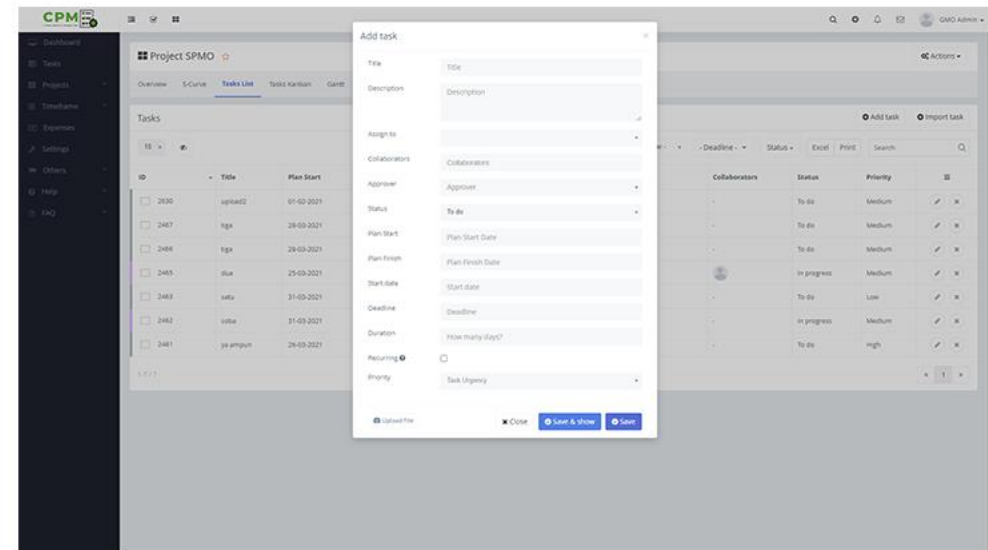 CPM
GMO Admin
Dashboard
Tasks
Projects
Timeframe
Expenses
Settings
Others
Help
FAQ
Project SPMO
Actions
Overview S-Curve Tasks List Tasks Kanban Gantt
Tasks
Add task Import task
15 - Deadline - Status Excel Print Search
ID Title Plan Start Collaborators Status Priority
2630 upload2 01-02-2021 - To do Medium
2467 tiga 28-03-2021 - To do Medium
2466 tiga 28-03-2021 - To do Medium
2465 dua 25-03-2021 In progress Medium
2463 satu 31-03-2021 - To do Low
2462 coba 31-03-2021 - In progress Medium
2461 ya ampun 26-03-2021 - To do High
1-7 / 7 1
Add task
Title Title
Description Description
Assign to
Collaborators Collaborators
Approver Approver
Status To do
Plan Start Plan Start Date
Plan Finish Plan Finish Date
Start date Start date
Deadline Deadline
Duration How many days?
Recurring
Priority Task Urgency
Upload File Close Save & show Save